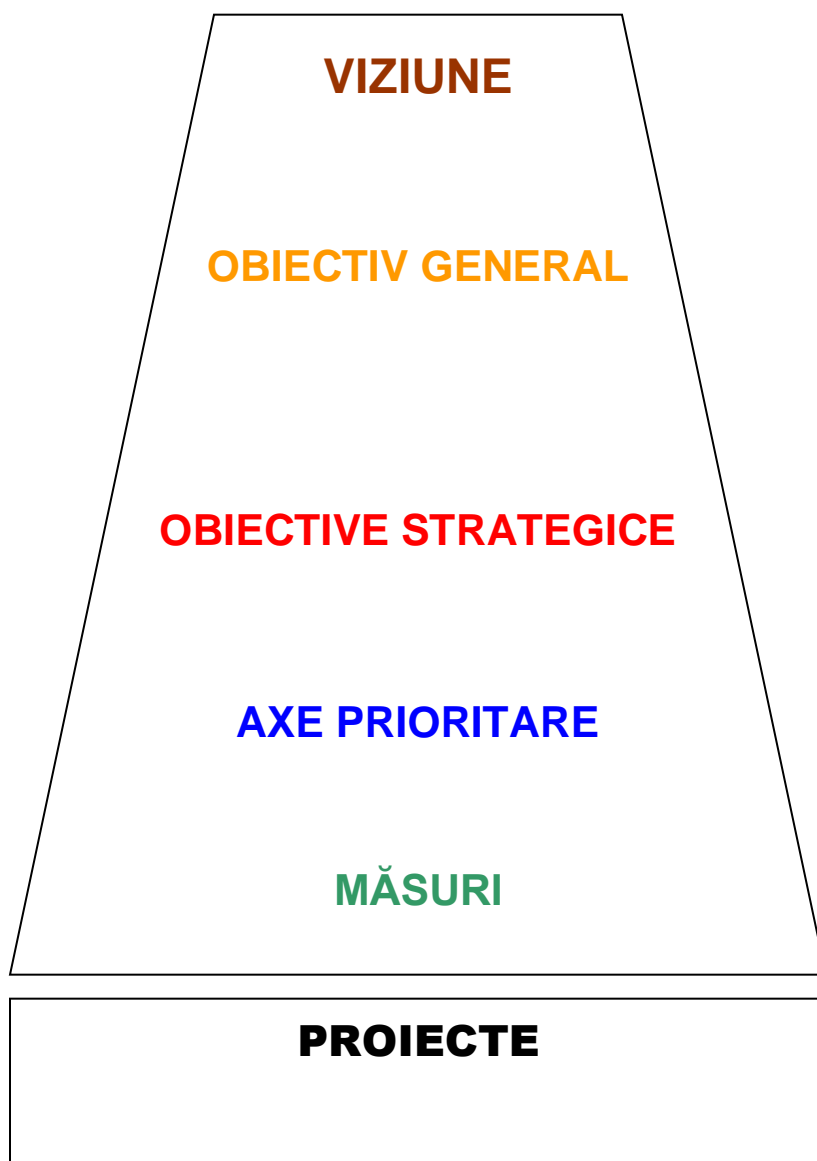 VIZIUNE
OBIECTIV GENERAL
OBIECTIVE STRATEGICE
AXE PRIORITARE
MĂSURI
PROIECTE